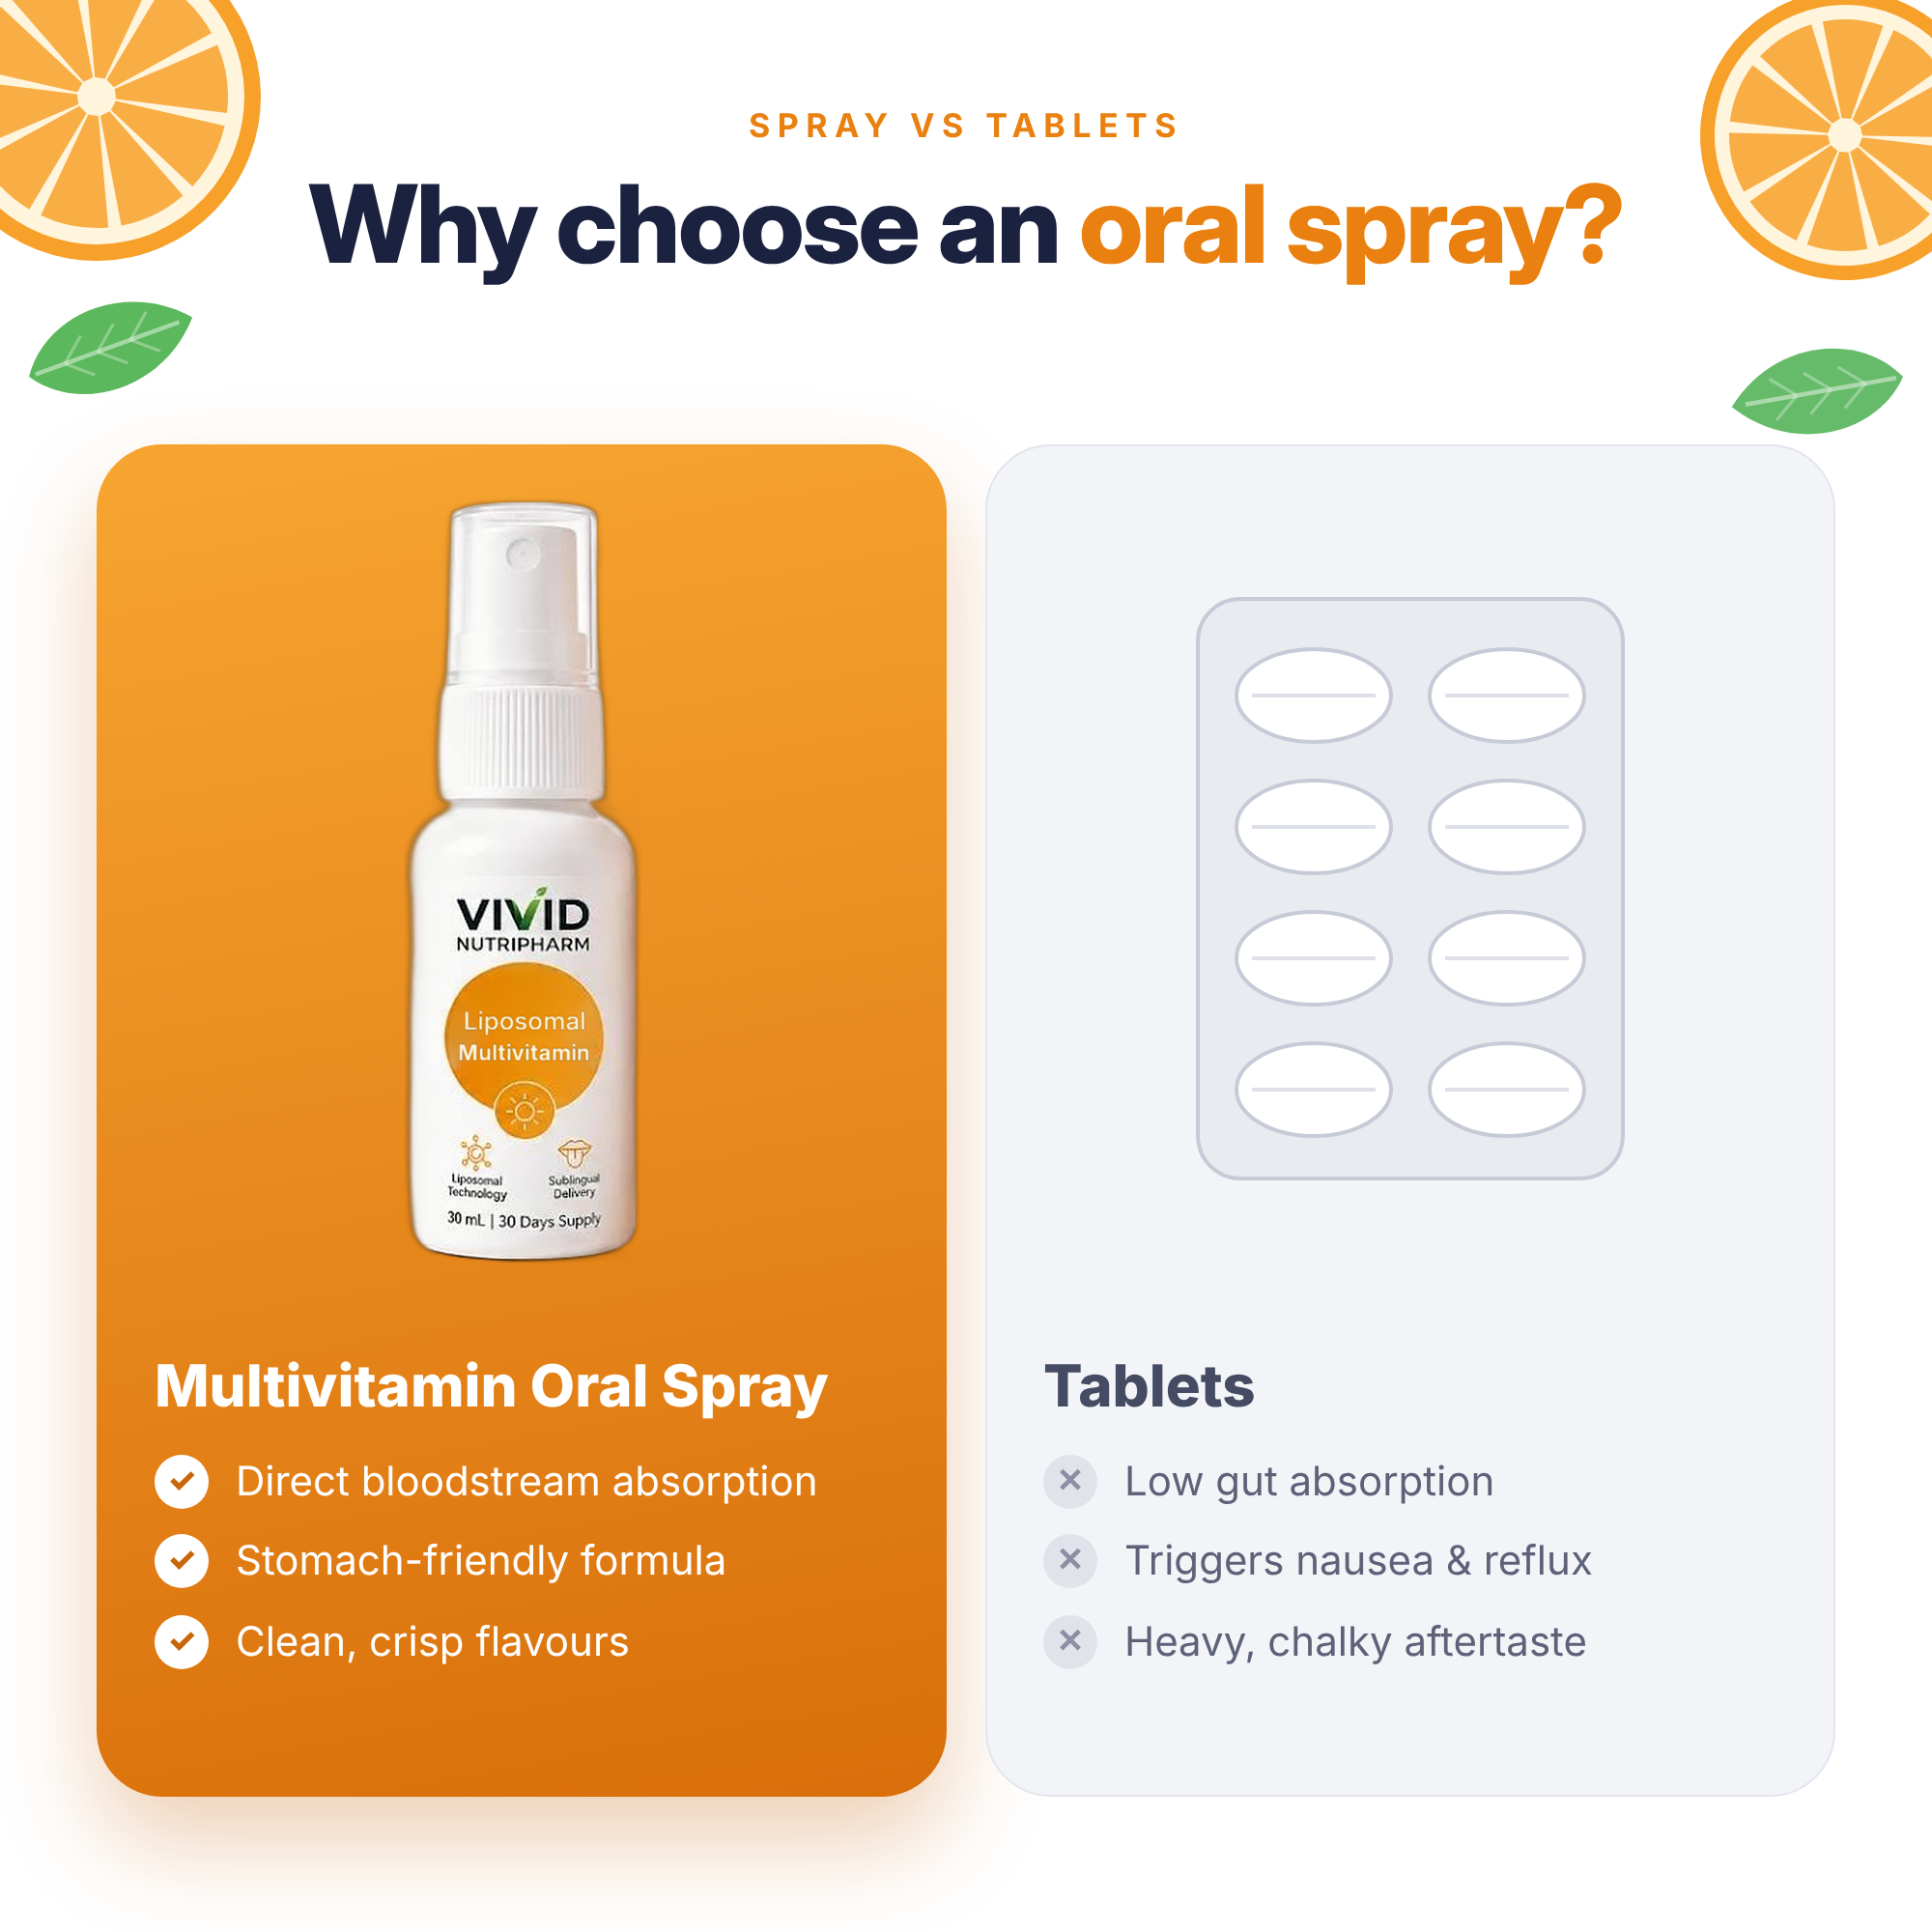 SPRAY VS TABLETS
Why choose an oral spray?
VIVID
NUTRIPHARM
Liposomal
Multivitamin
Liposomal
Technology
Sublingual
Delivery
30 mL | 30 Days Supply
Multivitamin Oral Spray
Direct bloodstream absorption
Stomach-friendly formula
Clean, crisp flavours
Tablets
Low gut absorption
Triggers nausea & reflux
Heavy, chalky aftertaste